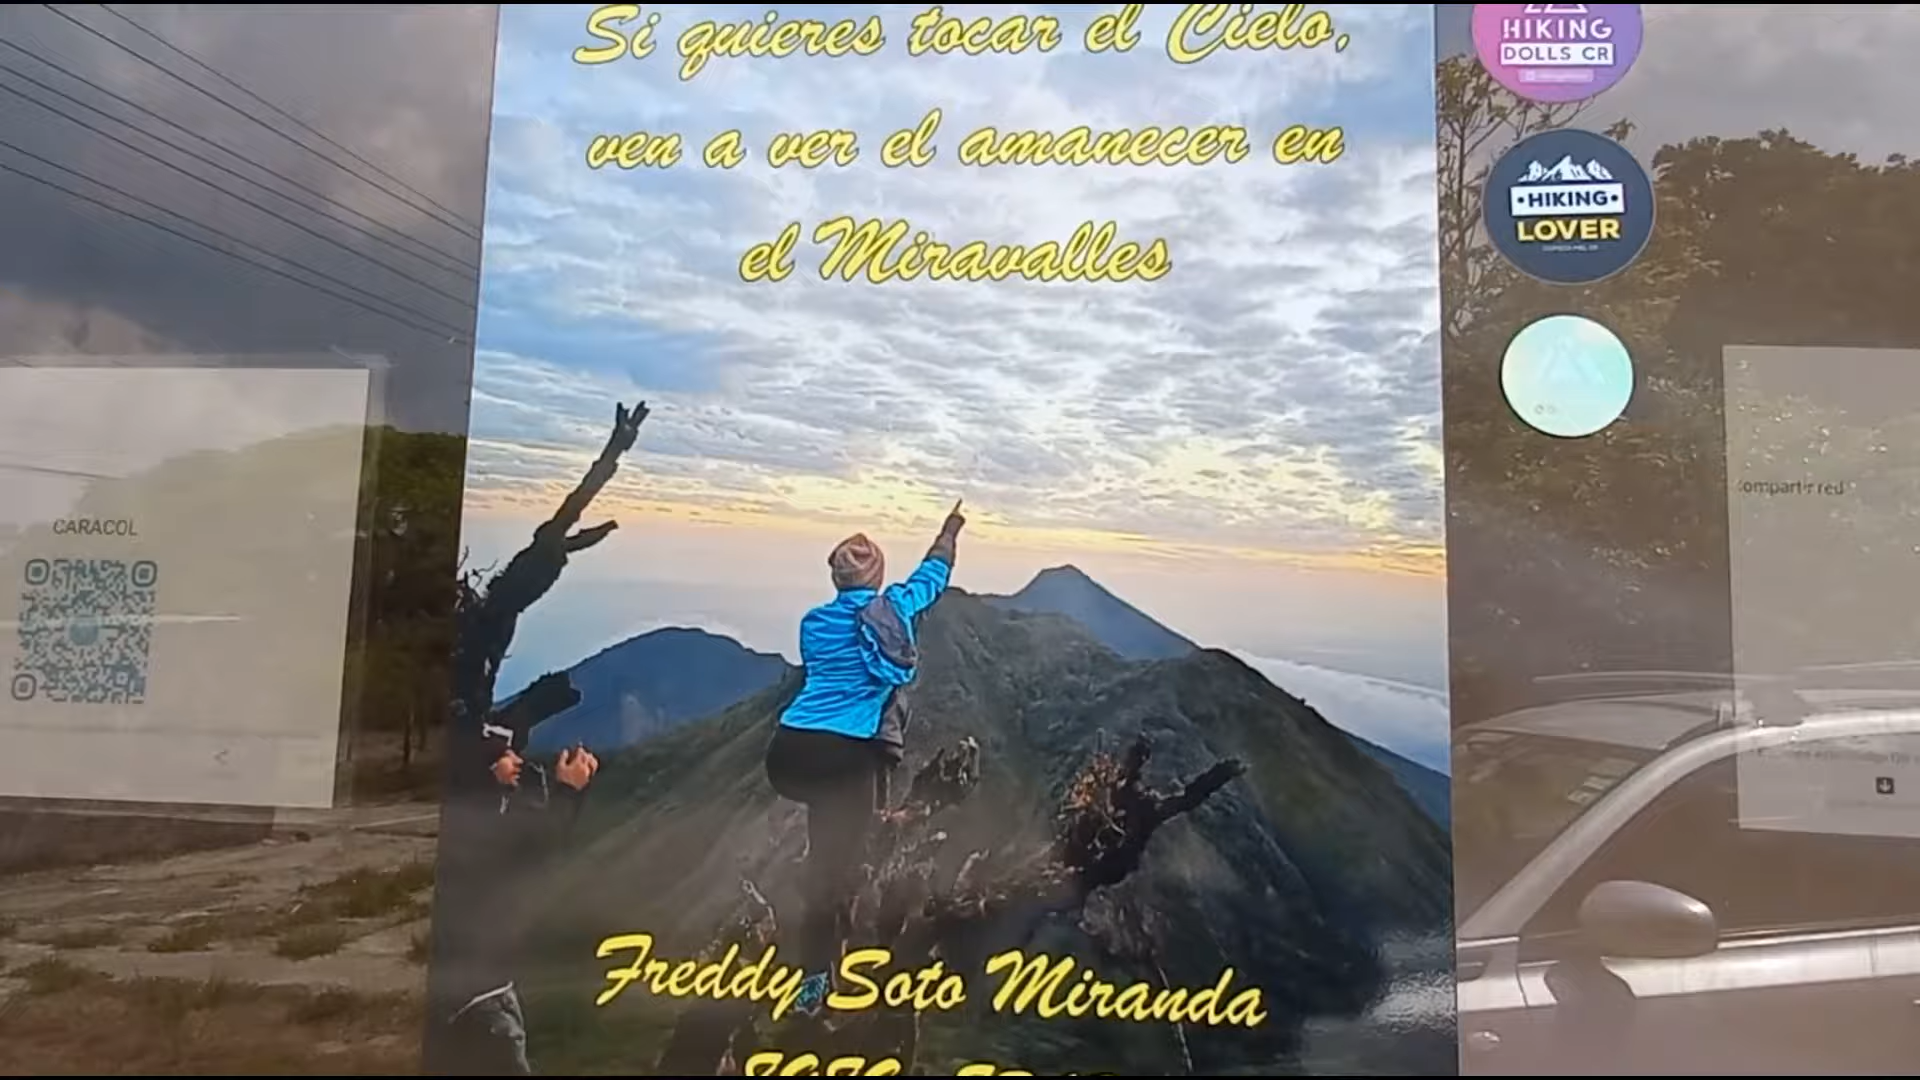 Si quieres tocar el Cielo,
ven a ver el amanecer en
el Miravalles
Freddy Soto Miranda
HIKING
DOLLS CR
•HIKING•
LOVER
CARACOL
Compartir red